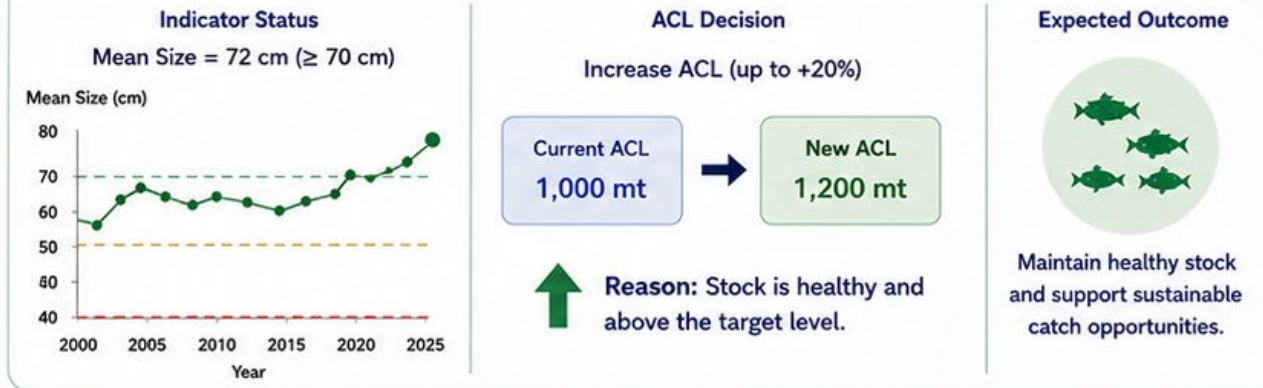 Indicator Status
Mean Size = 72 cm (≥ 70 cm)
Mean Size (cm)
80
70
60
50
40
2000 2005 2010 2015 2020 2025
Year
ACL Decision
Increase ACL (up to +20%)
Current ACL
1,000 mt
New ACL
1,200 mt
Reason: Stock is healthy and
above the target level.
Expected Outcome
Maintain healthy stock
and support sustainable
catch opportunities.